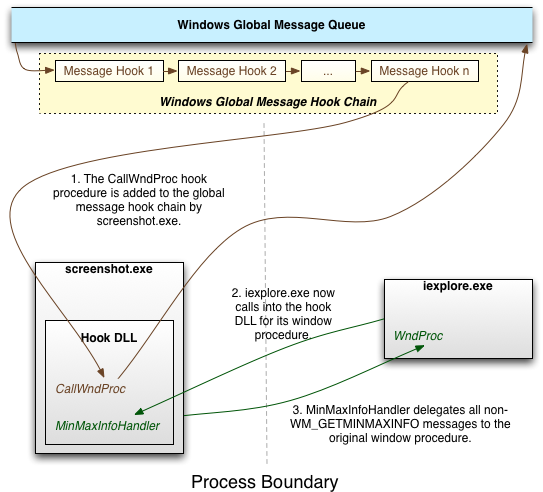 Windows Global Message Queue
Message Hook 1
Message Hook 2
...
Message Hook n
Windows Global Message Hook Chain
1. The CallWndProc hook
procedure is added to the global
message hook chain by
screenshot.exe.
screenshot.exe
Hook DLL
CallWndProc
MinMaxInfoHandler
2. iexplore.exe now
calls into the hook
DLL for its window
procedure.
iexplore.exe
WndProc
3. MinMaxInfoHandler delegates all non-
WM_GETMINMAXINFO messages to the
original window procedure.
Process Boundary